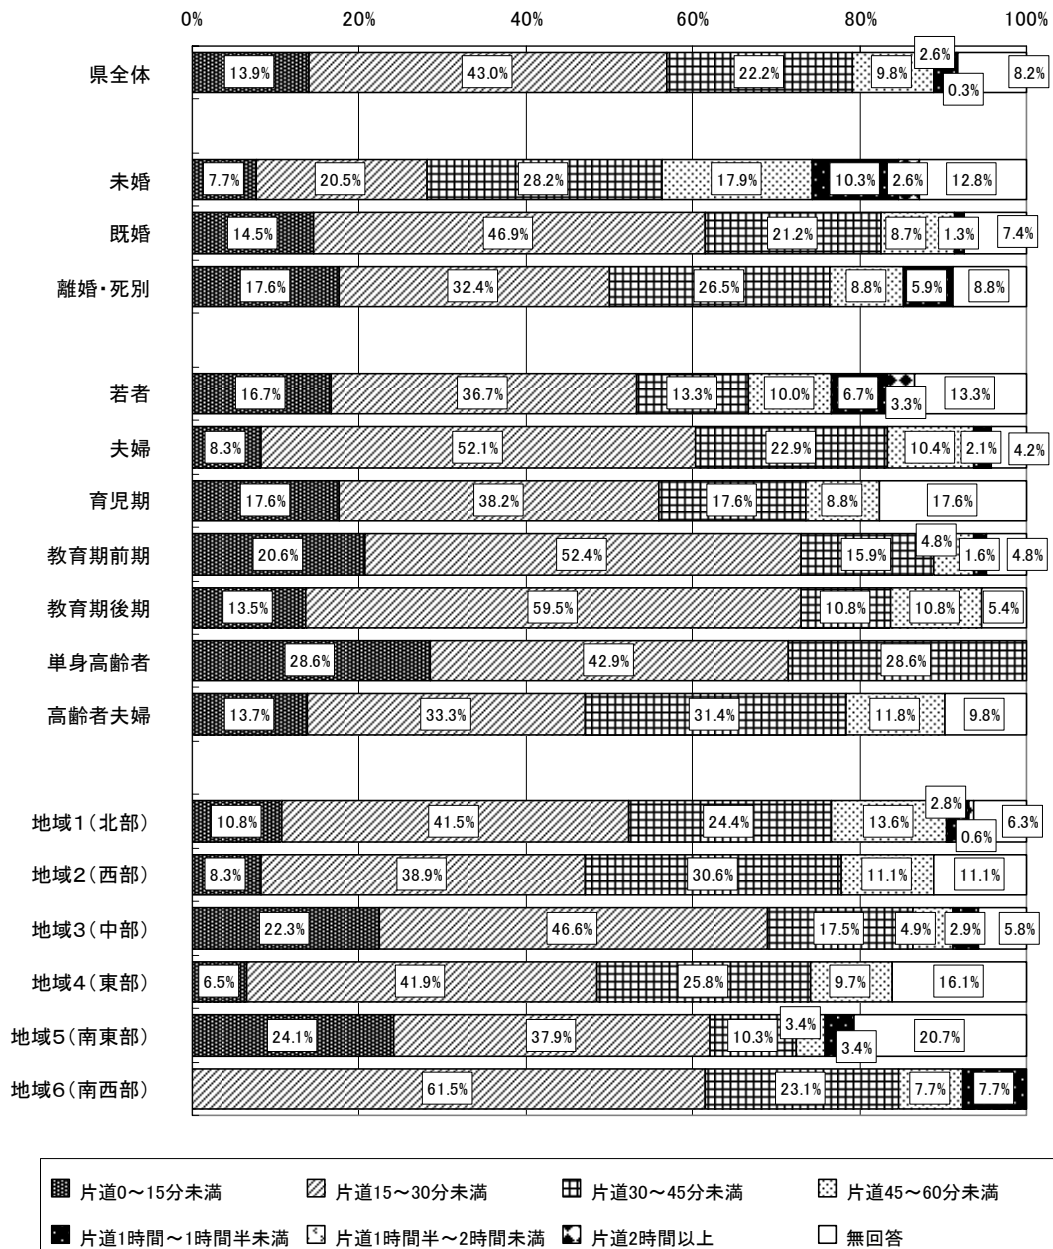 0% 20% 40% 60% 80% 100%
県全体 13.9% 43.0% 22.2% 9.8% 2.6% 0.3% 8.2%
未婚 7.7% 20.5% 28.2% 17.9% 10.3% 2.6% 12.8%
既婚 14.5% 46.9% 21.2% 8.7% 1.3% 7.4%
離婚・死別 17.6% 32.4% 26.5% 8.8% 5.9% 8.8%
若者 16.7% 36.7% 13.3% 10.0% 6.7% 3.3% 13.3%
夫婦 8.3% 52.1% 22.9% 10.4% 2.1% 4.2%
育児期 17.6% 38.2% 17.6% 8.8% 17.6%
教育期前期 20.6% 52.4% 15.9% 4.8% 1.6% 4.8%
教育期後期 13.5% 59.5% 10.8% 10.8% 5.4%
単身高齢者 28.6% 42.9% 28.6%
高齢者夫婦 13.7% 33.3% 31.4% 11.8% 9.8%
地域1(北部) 10.8% 41.5% 24.4% 13.6% 2.8% 0.6% 6.3%
地域2(西部) 8.3% 38.9% 30.6% 11.1% 11.1%
地域3(中部) 22.3% 46.6% 17.5% 4.9% 2.9% 5.8%
地域4(東部) 6.5% 41.9% 25.8% 9.7% 16.1%
地域5(南東部) 24.1% 37.9% 10.3% 3.4% 3.4% 20.7%
地域6(南西部) 61.5% 23.1% 7.7% 7.7%
片道0～15分未満 片道15～30分未満 片道30～45分未満 片道45～60分未満
片道1時間～1時間半未満 片道1時間半～2時間未満 片道2時間以上 無回答